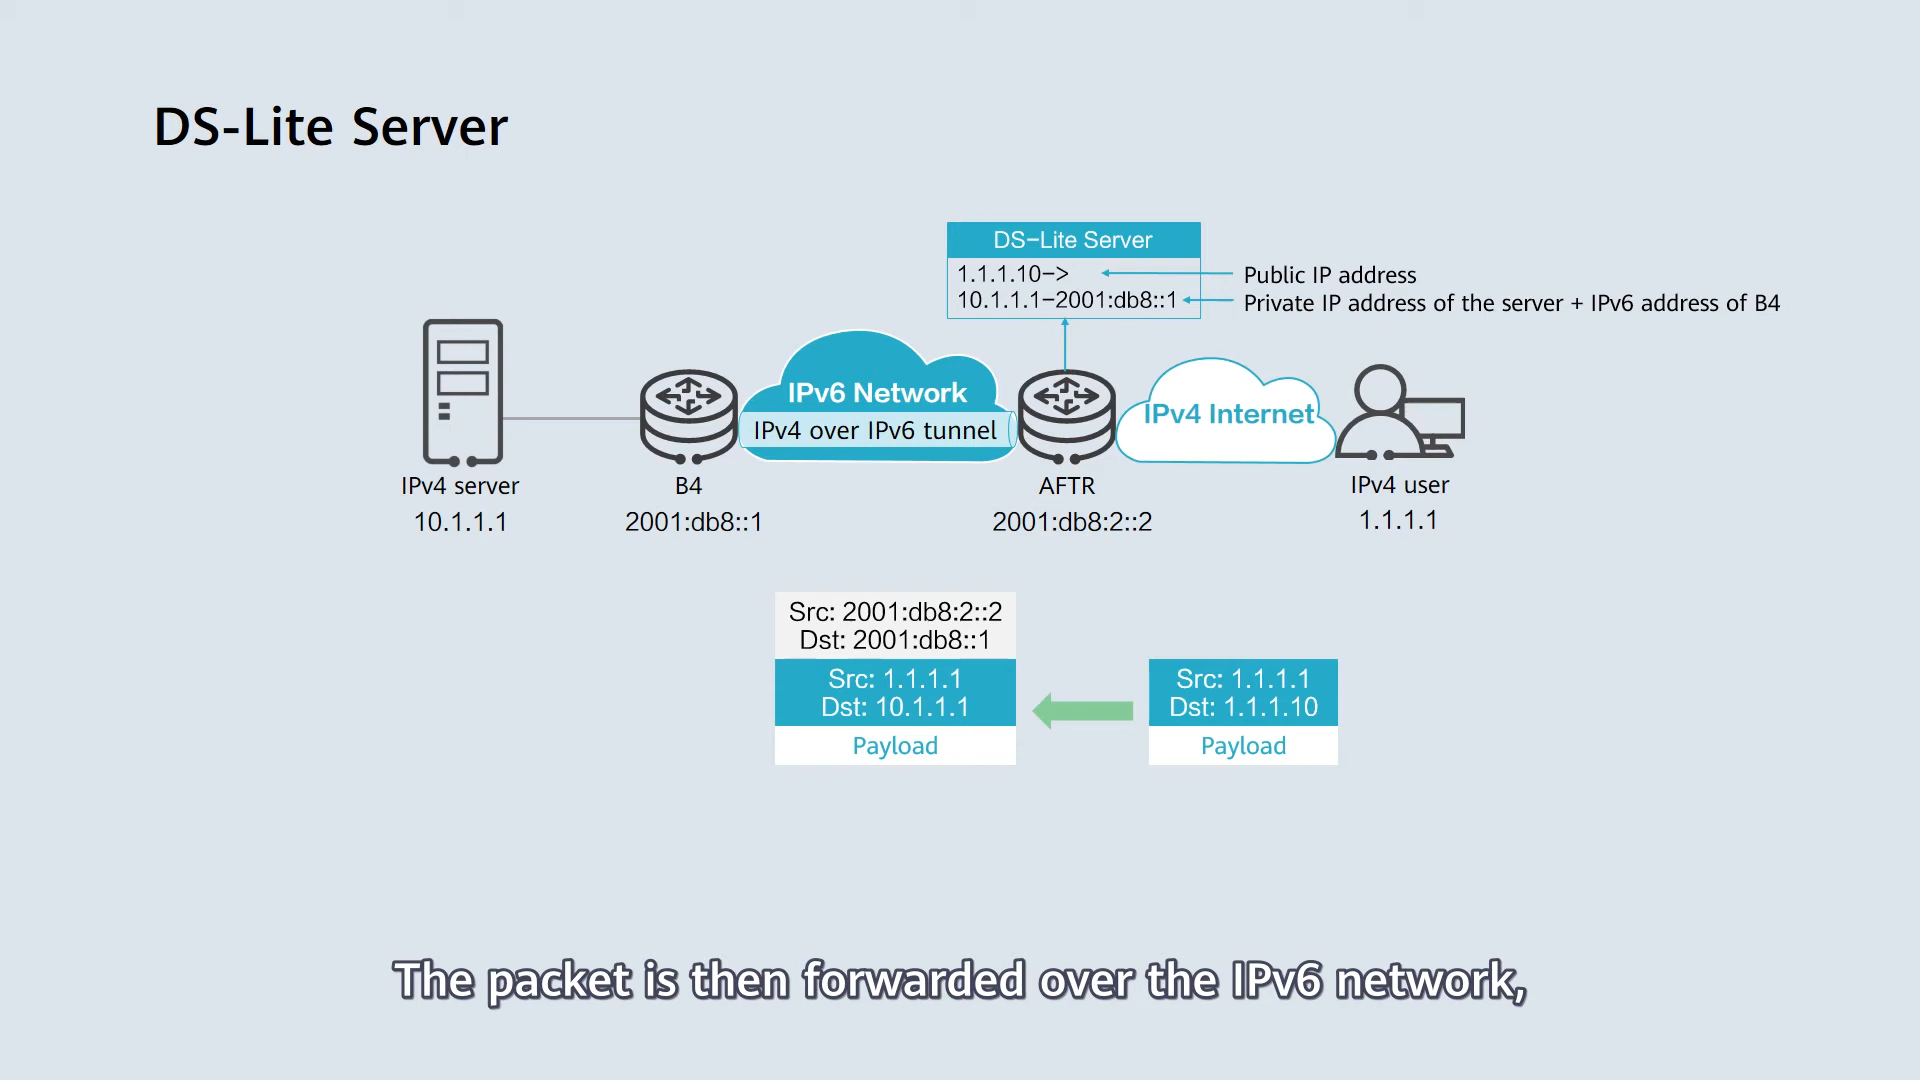 DS-Lite Server
DS-Lite Server
1.1.1.10->
10.1.1.1-2001:db8::1
Public IP address
Private IP address of the server + IPv6 address of B4
IPv6 Network
IPv4 over IPv6 tunnel
IPv4 Internet
IPv4 server
10.1.1.1
B4
2001:db8::1
AFTR
2001:db8:2::2
IPv4 user
1.1.1.1
Src: 2001:db8:2::2
Dst: 2001:db8::1
Src: 1.1.1.1
Dst: 10.1.1.1
Payload
Src: 1.1.1.1
Dst: 1.1.1.10
Payload
The packet is then forwarded over the IPv6 network,